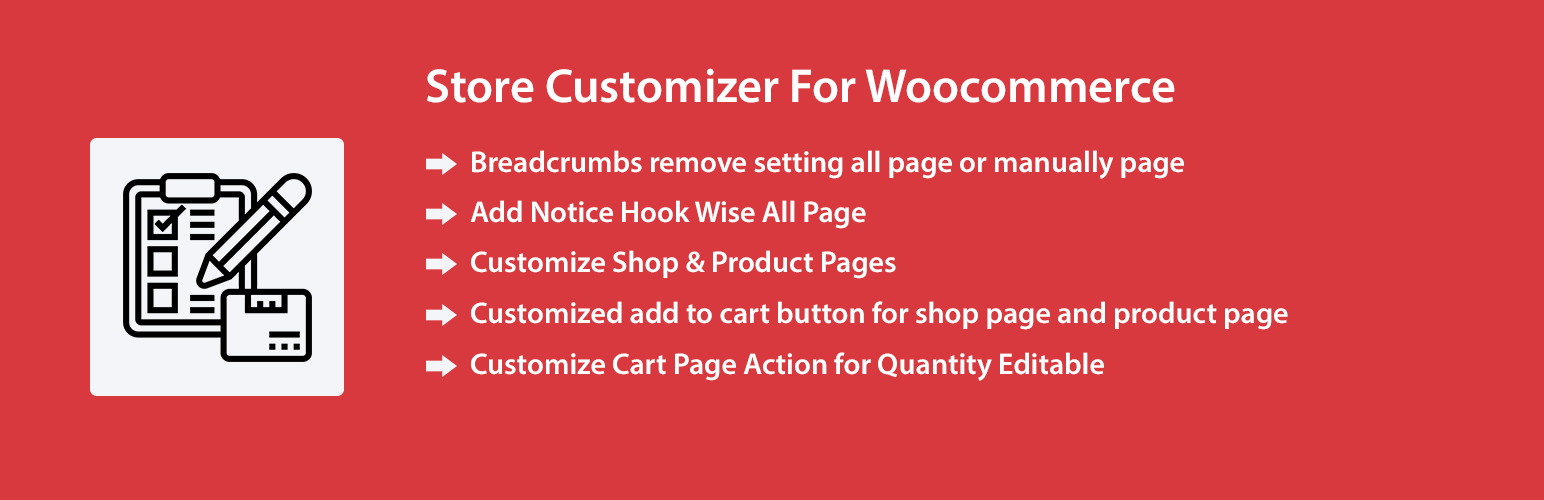 Store Customizer For Woocommerce
Breadcrumbs remove setting all page or manually page
Add Notice Hook Wise All Page
Customize Shop & Product Pages
Customized add to cart button for shop page and product page
Customize Cart Page Action for Quantity Editable